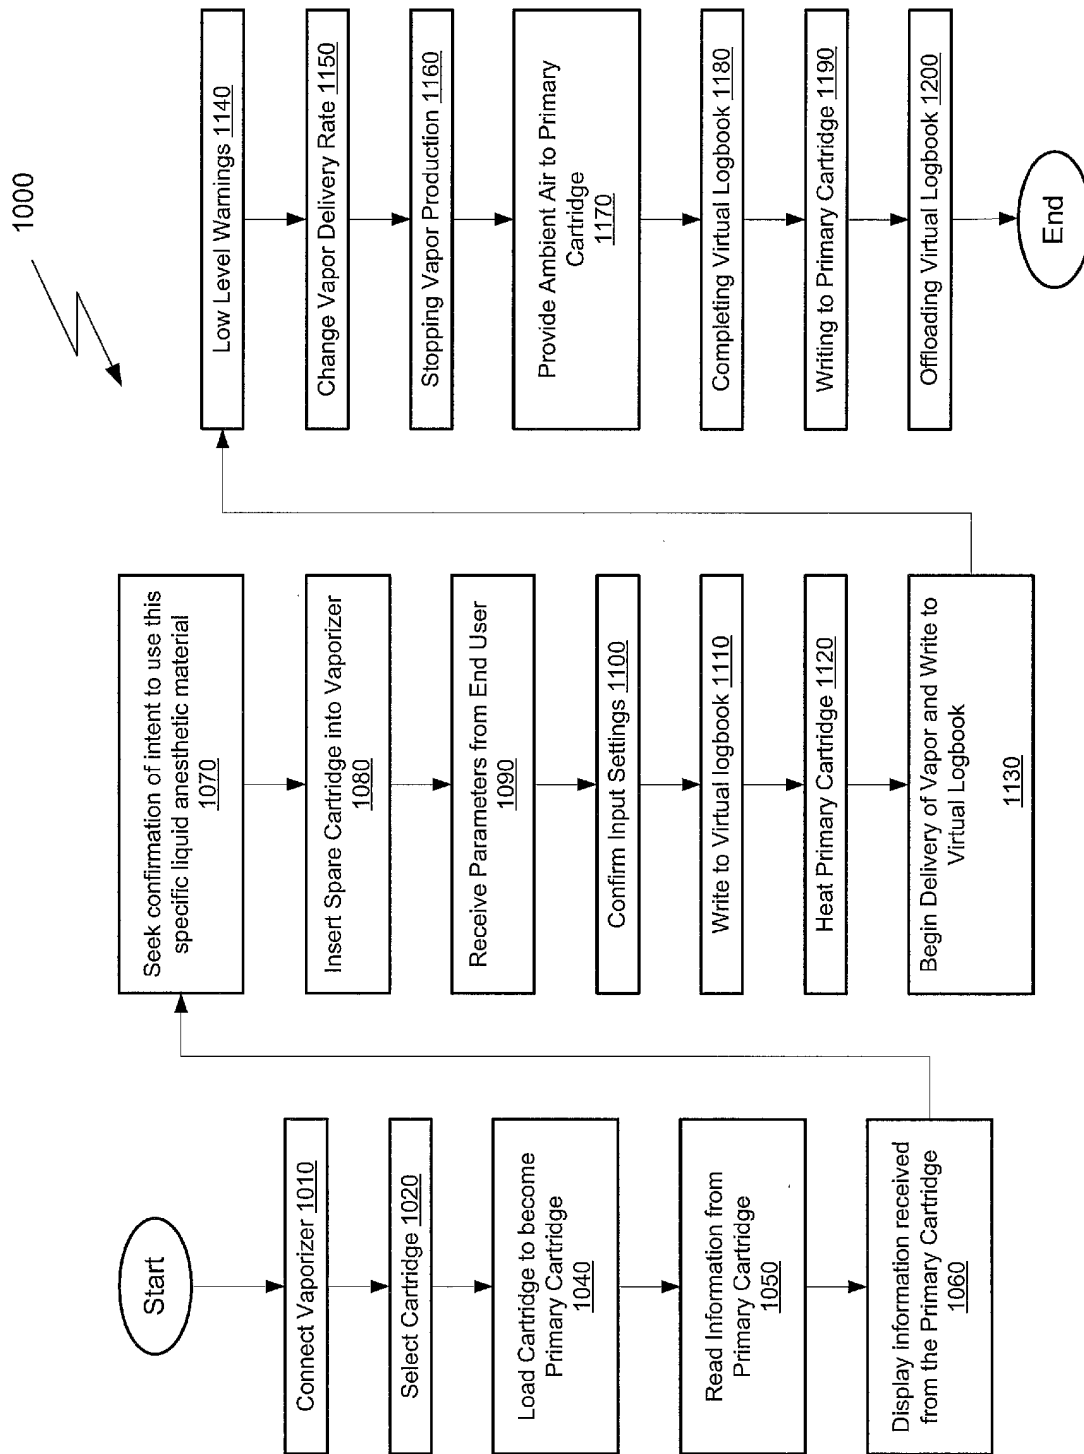 1000
Start
Connect Vaporizer 1010
Select Cartridge 1020
Load Cartridge to become
Primary Cartridge
1040
Read Information from
Primary Cartridge
1050
Display information received
from the Primary Cartridge
1060
Seek confirmation of intent to use this
specific liquid anesthetic material
1070
Insert Spare Cartridge into Vaporizer
1080
Receive Parameters from End User
1090
Confirm Input Settings 1100
Write to Virtual logbook 1110
Heat Primary Cartridge 1120
Begin Delivery of Vapor and Write to
Virtual Logbook
1130
Low Level Warnings 1140
Change Vapor Delivery Rate 1150
Stopping Vapor Production 1160
Provide Ambient Air to Primary
Cartridge
1170
Completing Virtual Logbook 1180
Writing to Primary Cartridge 1190
Offloading Virtual Logbook 1200
End